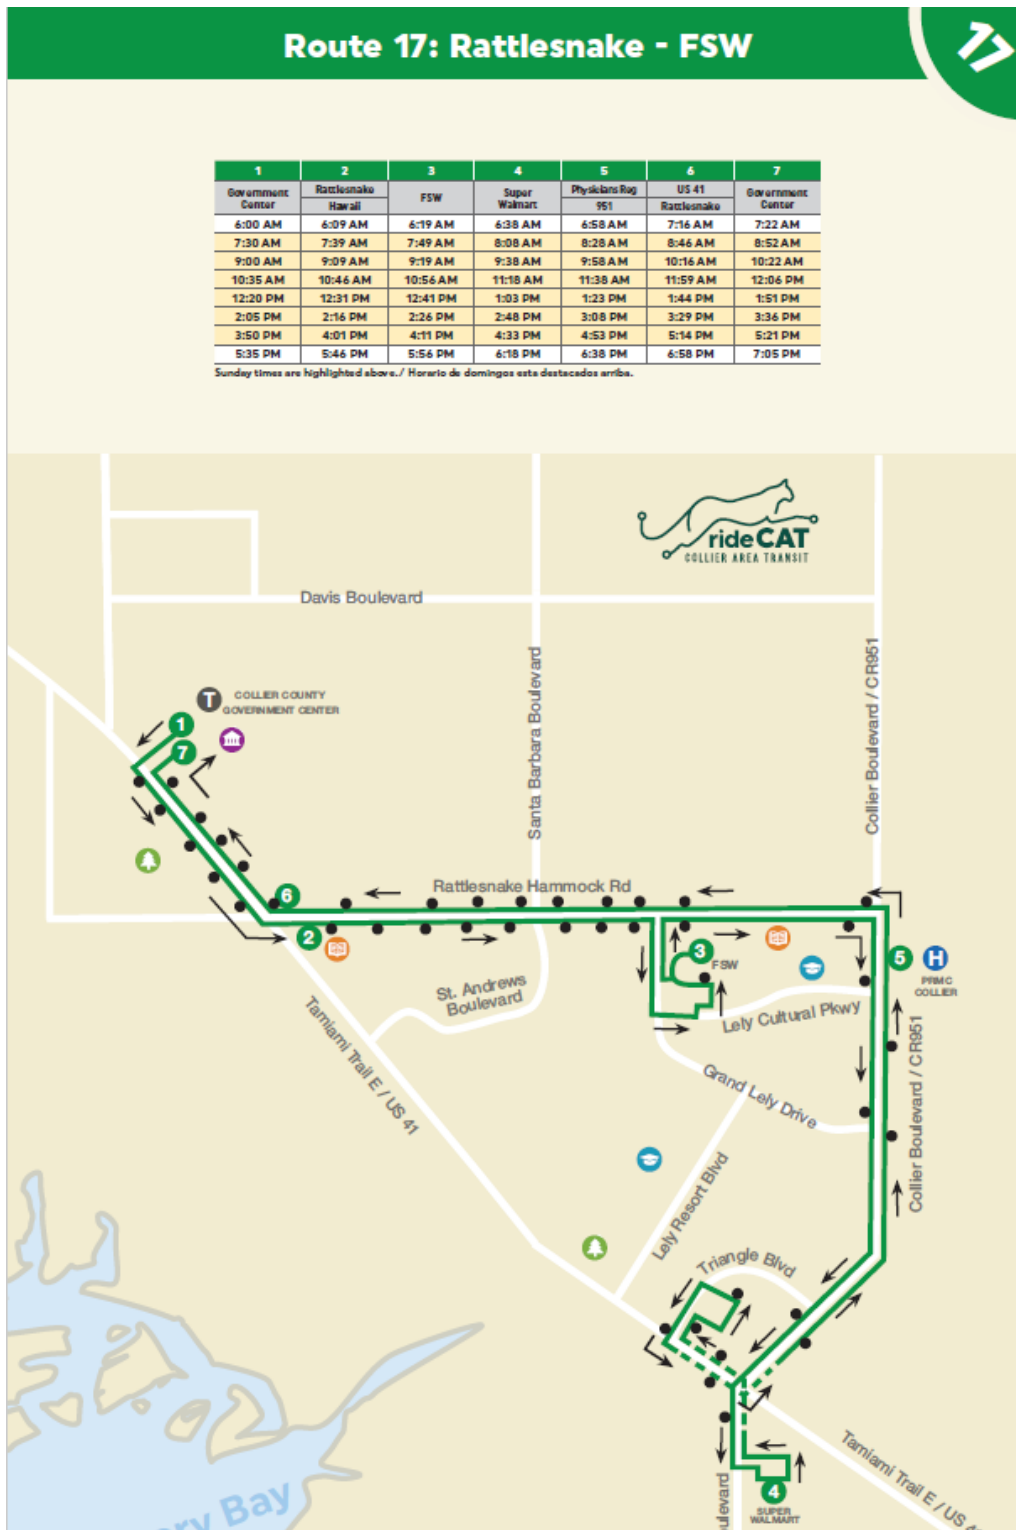 Route 17: Rattlesnake - FSW
17
1 2 3 4 5 6 7
Government Center Rattlesnake Hawaii FSW Super Walmart Physicians Reg 951 US 41 Rattlesnake Government Center
6:00 AM 6:09 AM 6:19 AM 6:38 AM 6:58 AM 7:16 AM 7:22 AM
7:30 AM 7:39 AM 7:49 AM 8:08 AM 8:28 AM 8:46 AM 8:52 AM
9:00 AM 9:09 AM 9:19 AM 9:38 AM 9:58 AM 10:16 AM 10:22 AM
10:35 AM 10:46 AM 10:56 AM 11:18 AM 11:38 AM 11:59 AM 12:06 PM
12:20 PM 12:31 PM 12:41 PM 1:03 PM 1:23 PM 1:44 PM 1:51 PM
2:05 PM 2:16 PM 2:26 PM 2:48 PM 3:08 PM 3:29 PM 3:36 PM
3:50 PM 4:01 PM 4:11 PM 4:33 PM 4:53 PM 5:14 PM 5:21 PM
5:35 PM 5:46 PM 5:56 PM 6:18 PM 6:38 PM 6:58 PM 7:05 PM
Sunday times are highlighted above./ Horario de domingos esta destacados arriba.
rideCAT
COLLIER AREA TRANSIT
Davis Boulevard
Santa Barbara Boulevard
Collier Boulevard / CR951
T
COLLIER COUNTY
GOVERNMENT CENTER
1
7
6
Rattlesnake Hammock Rd
2
3
FSW
5
H
PRMC
COLLIER
St. Andrews
Boulevard
Lely Cultural Pkwy
Tamiami Trail E / US 41
Grand Lely Drive
Collier Boulevard / CR951
Lely Resort Blvd
Triangle Blvd
Tamiami Trail E / US 4
4
SUPER
WALMART
ulevard
ery Bay